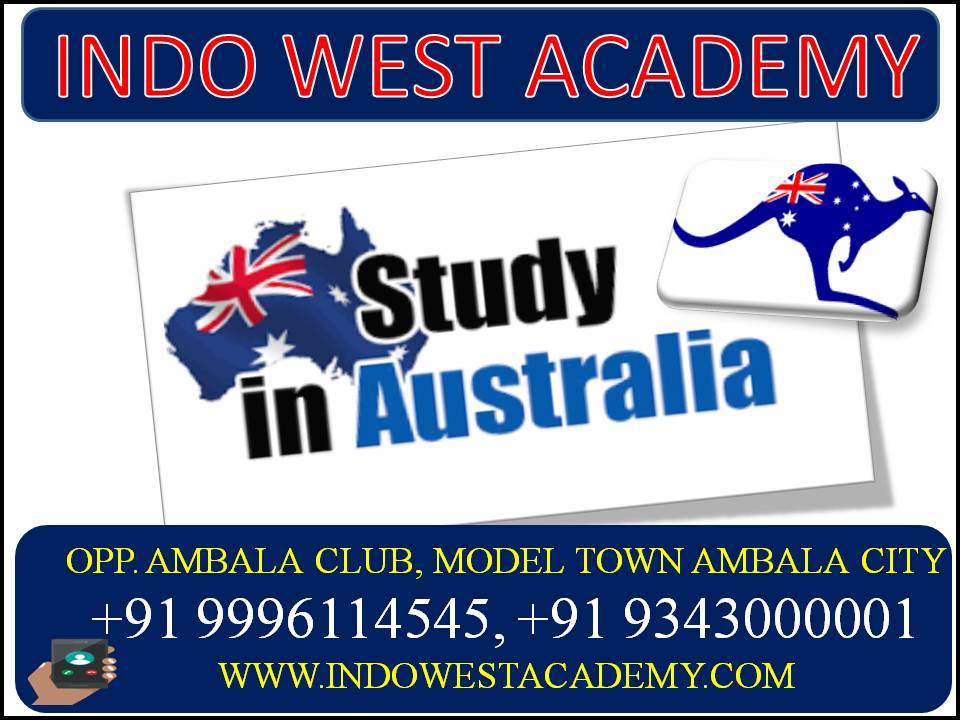 INDO WEST ACADEMY
Study
in Australia
OPP. AMBALA CLUB, MODEL TOWN AMBALA CITY
+91 9996114545, +91 9343000001
WWW.INDOWESTACADEMY.COM